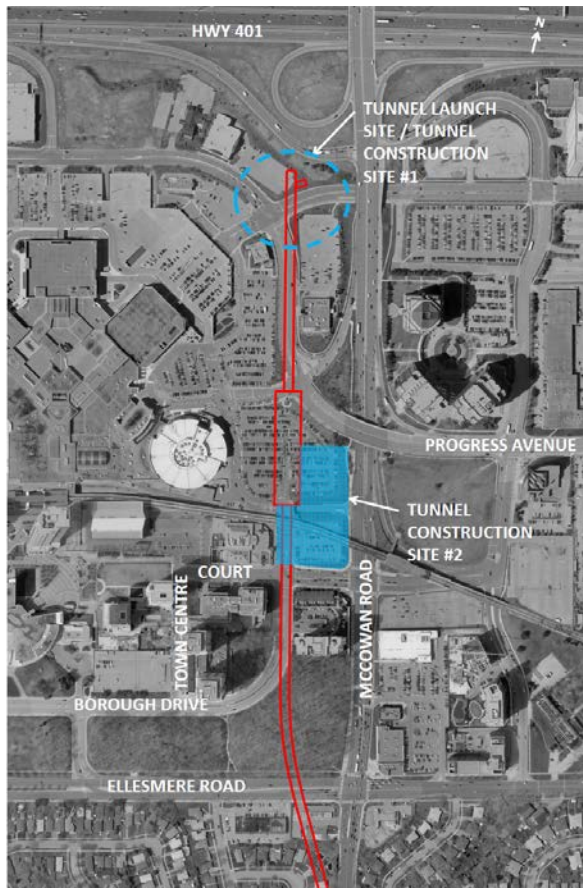 HWY 401
N
TUNNEL LAUNCH
SITE / TUNNEL
CONSTRUCTION
SITE #1
PROGRESS AVENUE
TUNNEL
CONSTRUCTION
SITE #2
COURT
TOWN CENTRE
MCCOWAN ROAD
BOROUGH DRIVE
ELLESMERE ROAD